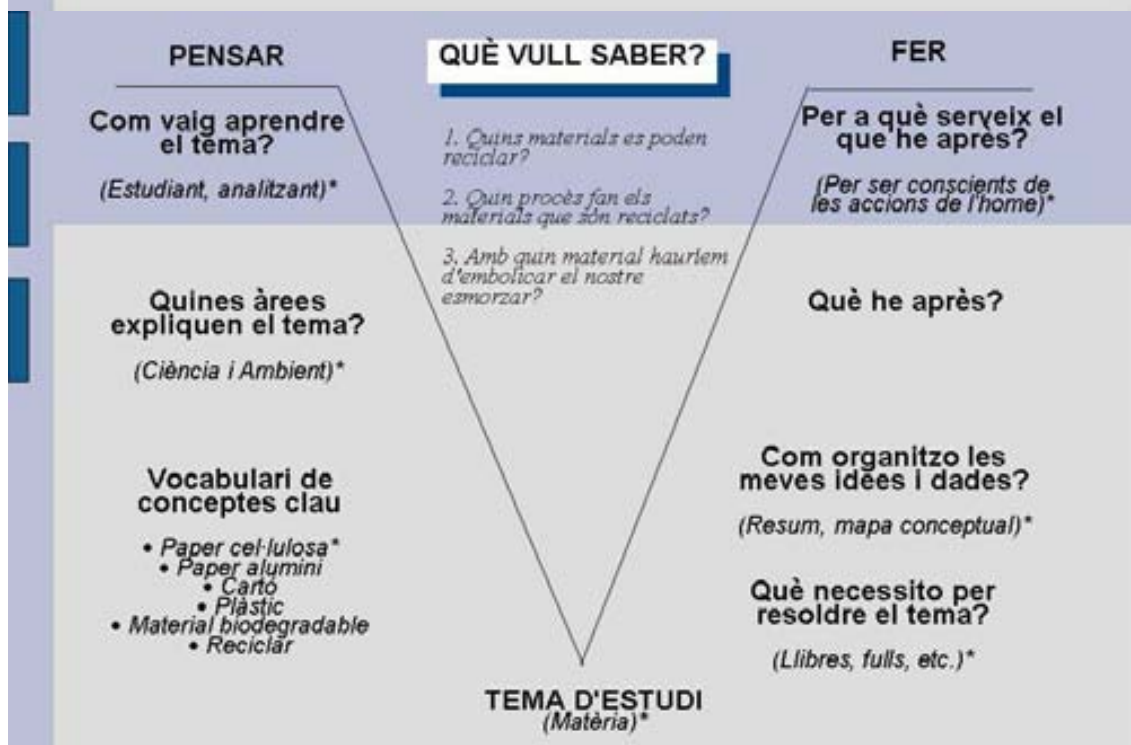 PENSAR
Com vaig aprendre
el tema?
(Estudiant, analitzant)*
Quines àrees
expliquen el tema?
(Ciència i Ambient)*
Vocabulari de
conceptes clau
• Paper cel·lulosa*
• Paper alumini
• Cartó
• Plàstic
• Material biodegradable
• Reciclar
QUÈ VULL SABER?
1. Quins materials es poden
reciclar?
2. Quin procès fan els
materials que són reciclats?
3. Amb quin material hauríem
d'embolicar el nostre
esmorzar?
FER
Per a què serveix el
que he après?
(Per ser conscients de
les accions de l'home)*
Què he après?
Com organitzo les
meves idees i dades?
(Resum, mapa conceptual)*
Què necessito per
resoldre el tema?
(Llibres, fulls, etc.)*
TEMA D'ESTUDI
(Matèria)*